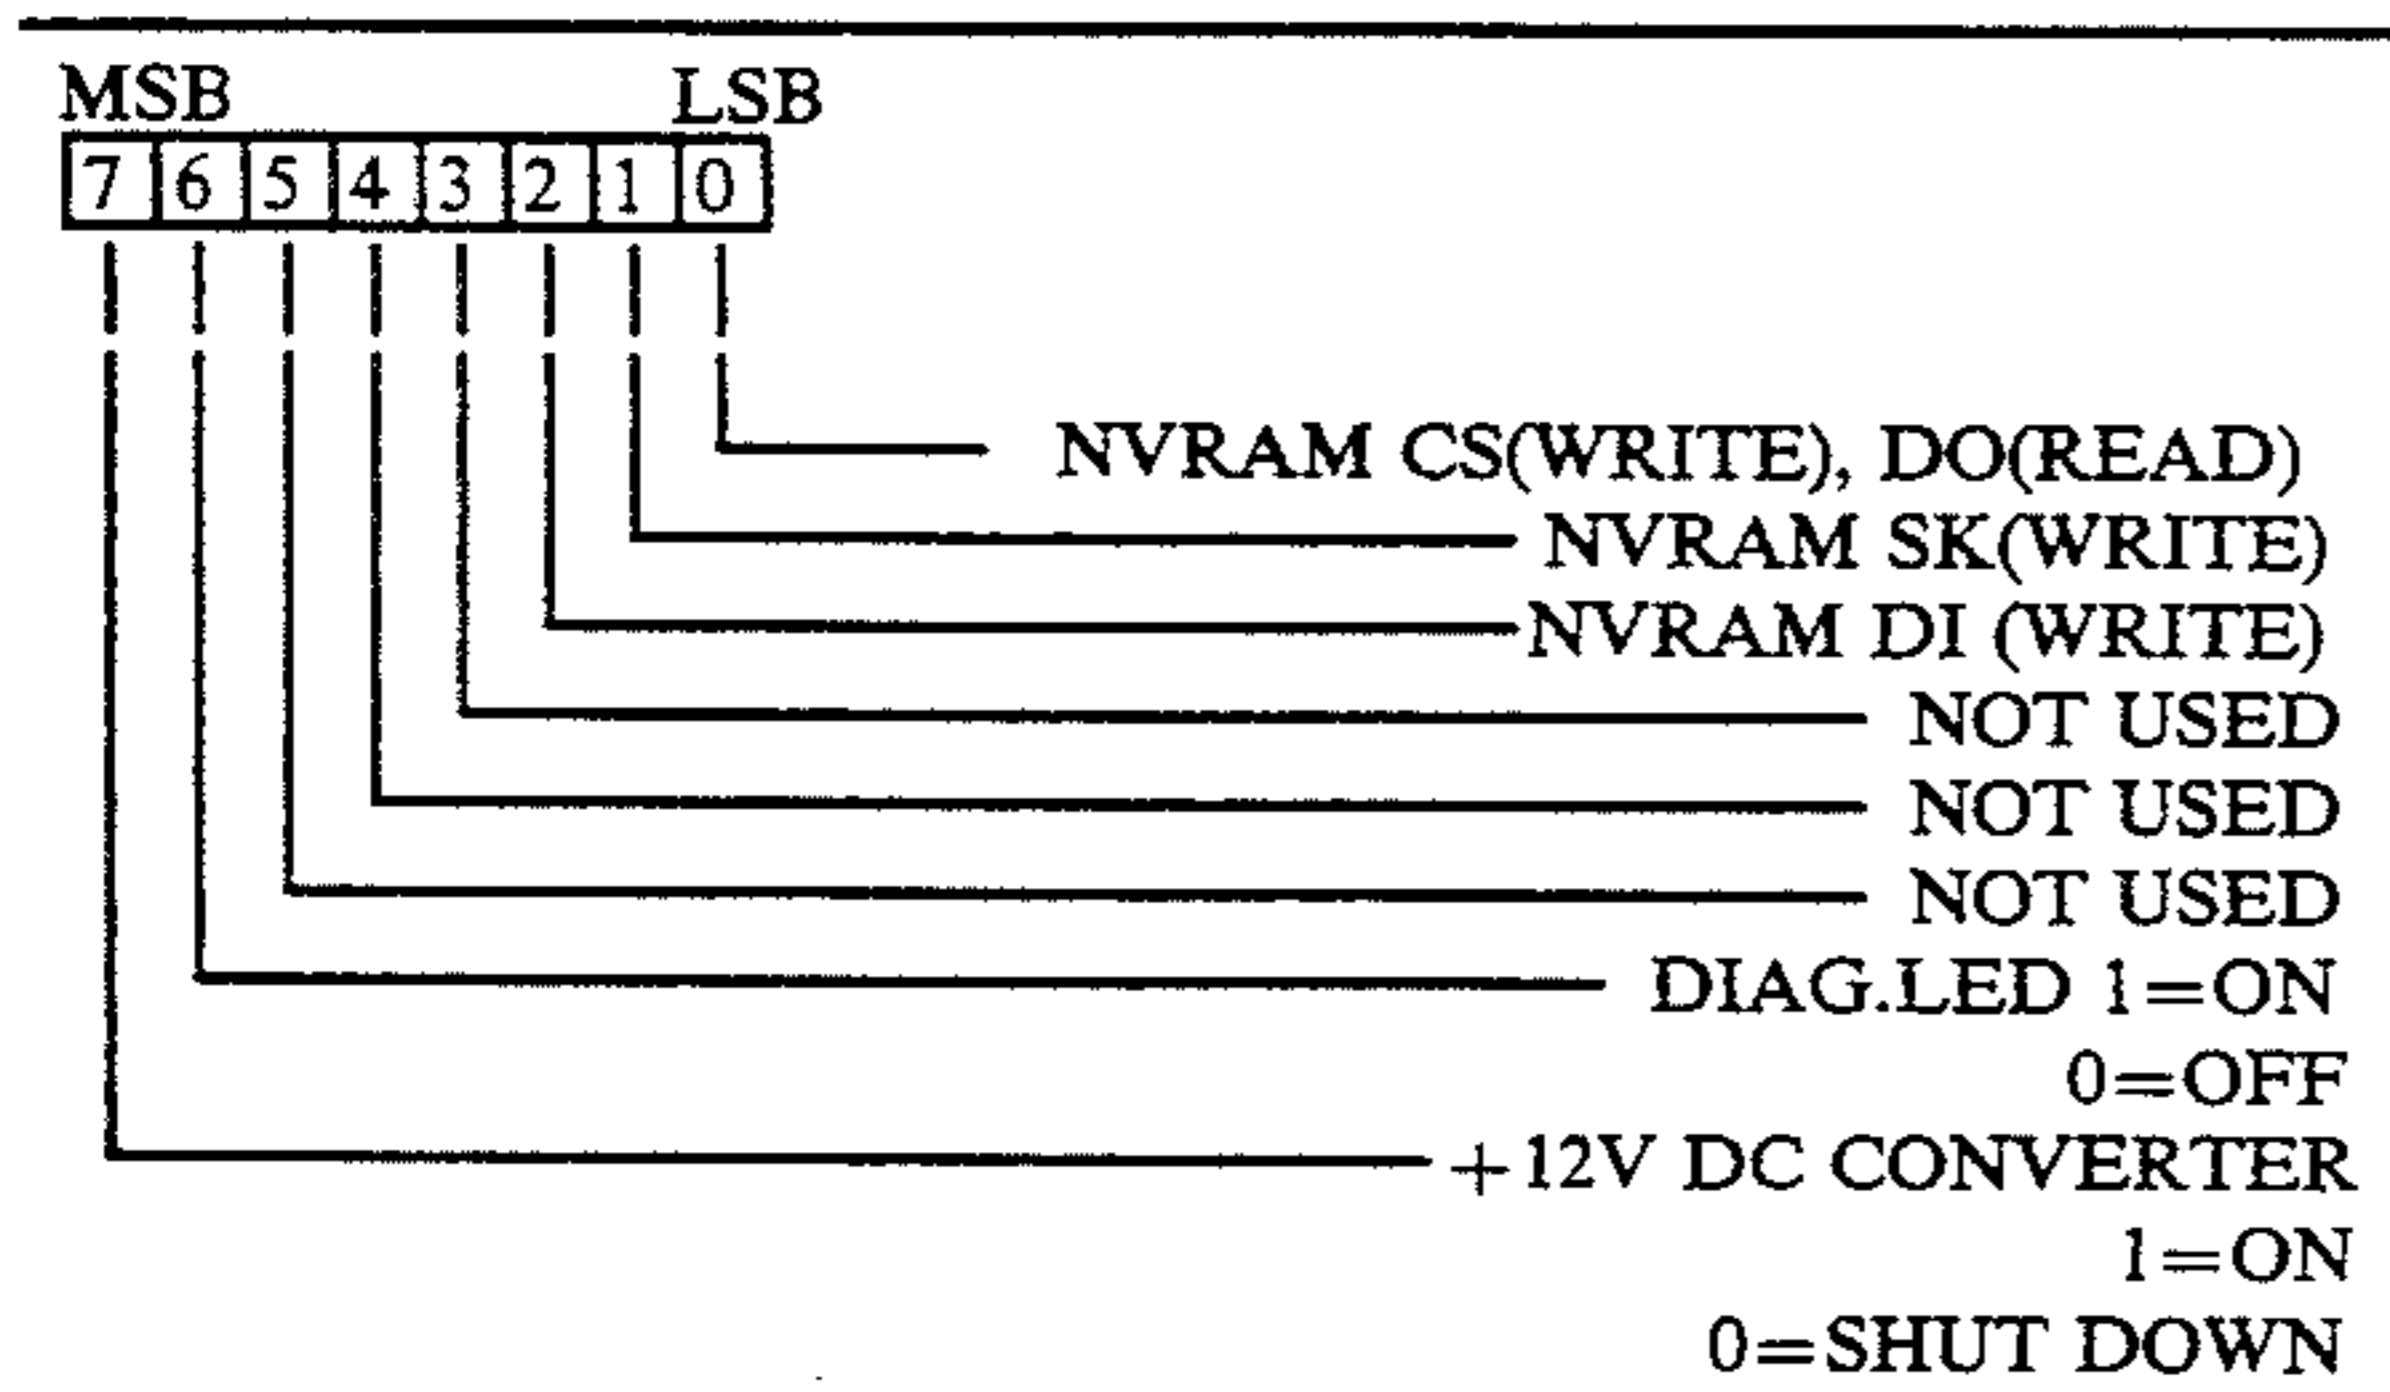 MSB LSB
7 6 5 4 3 2 1 0
NVRAM CS(WRITE), DO(READ)
NVRAM SK(WRITE)
NVRAM DI (WRITE)
NOT USED
NOT USED
NOT USED
DIAG.LED 1=ON
0=OFF
+12V DC CONVERTER
1=ON
0=SHUT DOWN